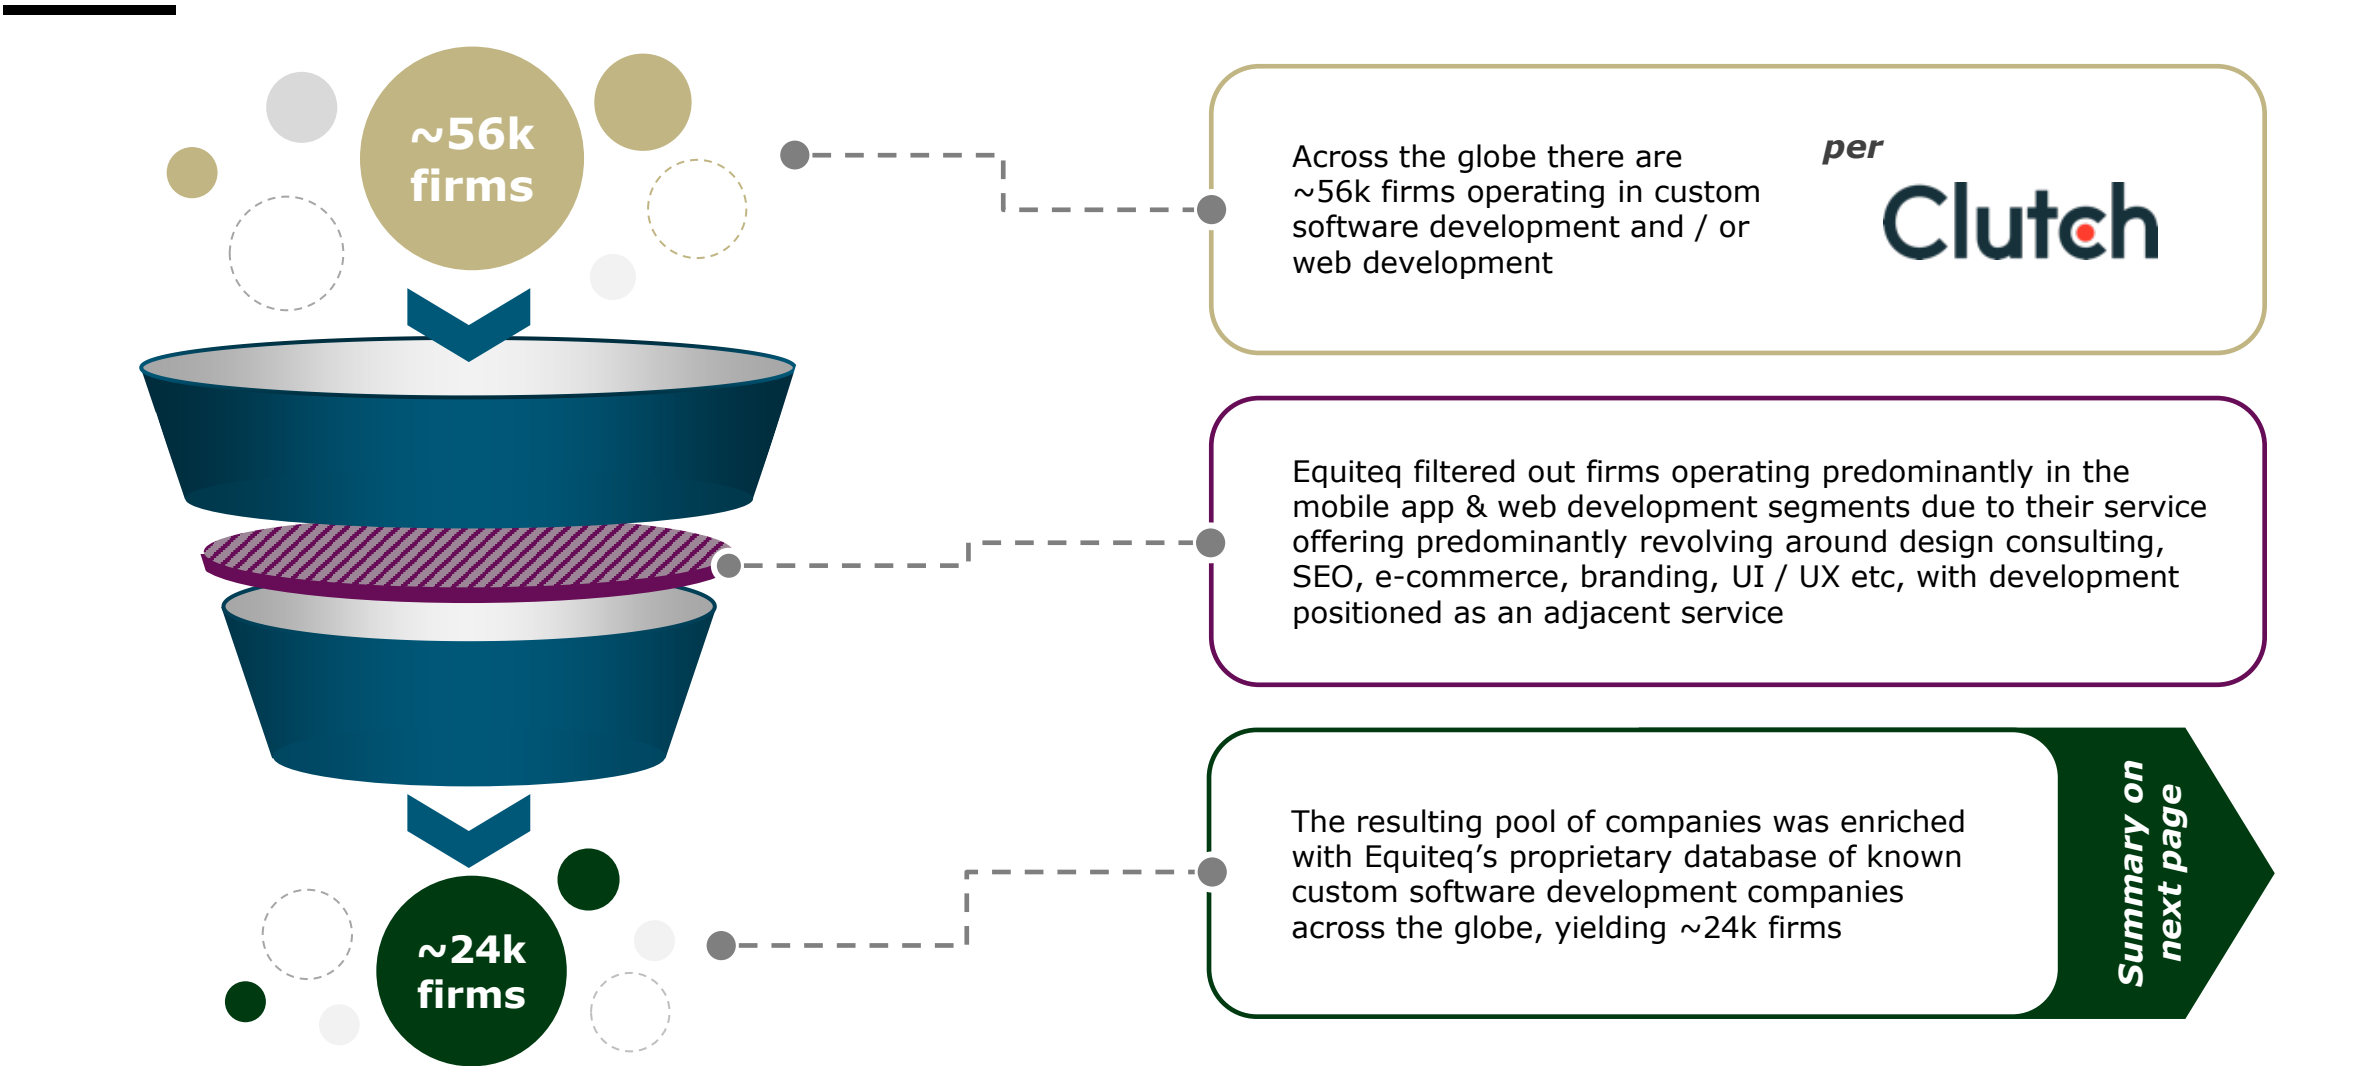 ~56k
firms
Across the globe there are
~56k firms operating in custom
software development and / or
web development
per
Clutch
Equiteq filtered out firms operating predominantly in the
mobile app & web development segments due to their service
offering predominantly revolving around design consulting,
SEO, e-commerce, branding, UI / UX etc, with development
positioned as an adjacent service
~24k
firms
The resulting pool of companies was enriched
with Equiteq’s proprietary database of known
custom software development companies
across the globe, yielding ~24k firms
Summary on
next page